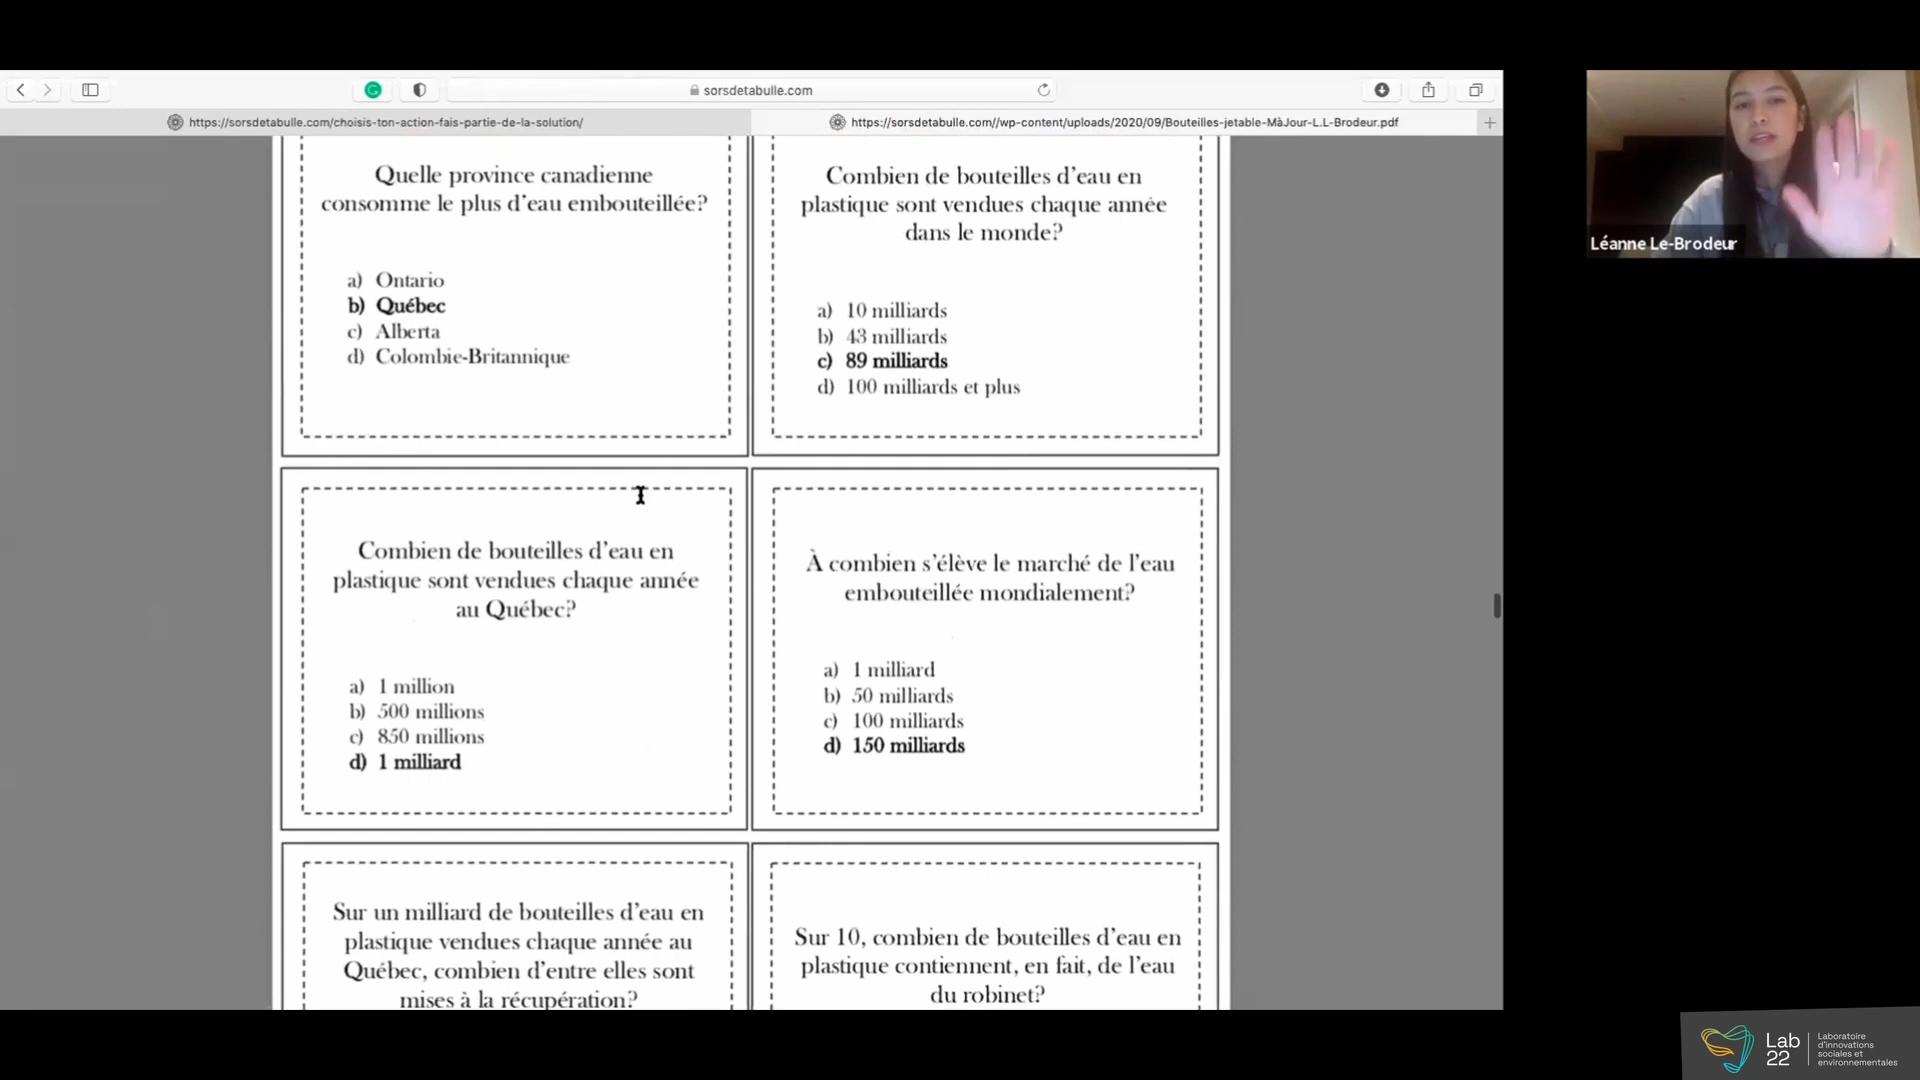 sorsdetabulle.com
https://sorsdetabulle.com/choisis-ton-action-fais-partie-de-la-solution/
https://sorsdetabulle.com//wp-content/uploads/2020/09/Bouteilles-jetable-MàJour-L.L-Brodeur.pdf
Quelle province canadienne
consomme le plus d'eau embouteillée?
a) Ontario
b) Québec
c) Alberta
d) Colombie-Britannique
Combien de bouteilles d'eau en
plastique sont vendues chaque année
dans le monde?
a) 10 milliards
b) 43 milliards
c) 89 milliards
d) 100 milliards et plus
Combien de bouteilles d'eau en
plastique sont vendues chaque année
au Québec?
a) 1 million
b) 500 millions
c) 850 millions
d) 1 milliard
À combien s'élève le marché de l'eau
embouteillée mondialement?
a) 1 milliard
b) 50 milliards
c) 100 milliards
d) 150 milliards
Sur un milliard de bouteilles d'eau en
plastique vendues chaque année au
Québec, combien d'entre elles sont
mises à la récupération?
Sur 10, combien de bouteilles d'eau en
plastique contiennent, en fait, de l'eau
du robinet?
Léanne Le-Brodeur
Lab
22
Laboratoire
d'innovations
sociales et
environnementales